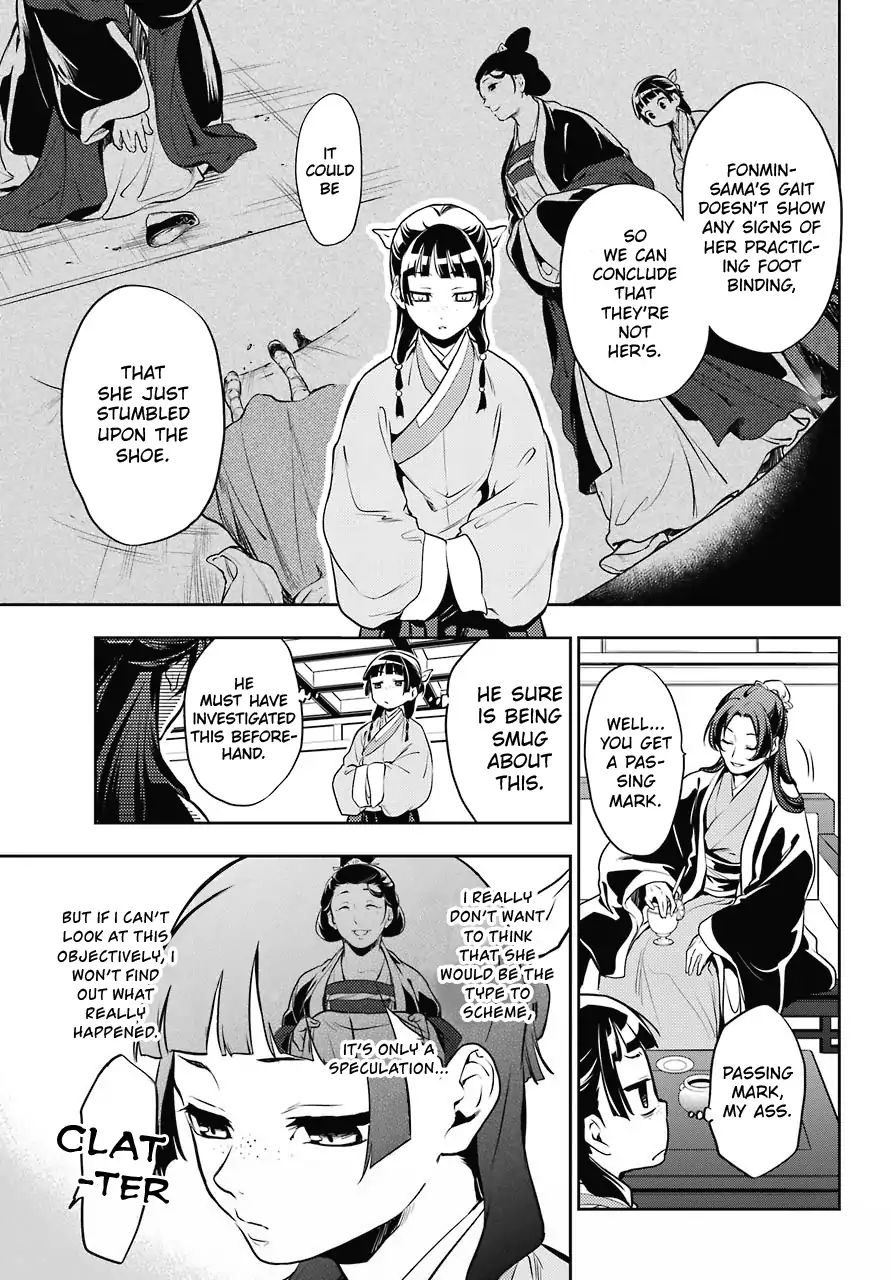 FONMIN-
SAMA'S GAIT
DOESN'T SHOW
ANY SIGNS OF
HER PRACTIC-
ING FOOT
BINDING,
SO
WE CAN
CONCLUDE
THAT
THEY'RE
NOT
HER'S.
IT
COULD
BE
THAT
SHE JUST
STUMBLED
UPON THE
SHOE.
WELL...
YOU GET
A PAS-
SING
MARK.
PASSING
MARK,
MY ASS.
HE SURE
IS BEING
SMUG
ABOUT
THIS.
HE
MUST HAVE
INVESTIGATED
THIS BEFORE-
HAND.
I REALLY
DON'T WANT
TO THINK
THAT SHE
WOULD BE THE
TYPE TO
SCHEME,
IT'S ONLY A
SPECULATION...
BUT IF I CAN'T
LOOK AT THIS
OBJECTIVELY, I
WON'T FIND
OUT WHAT
REALLY
HAPPENED.
CLAT
-TER